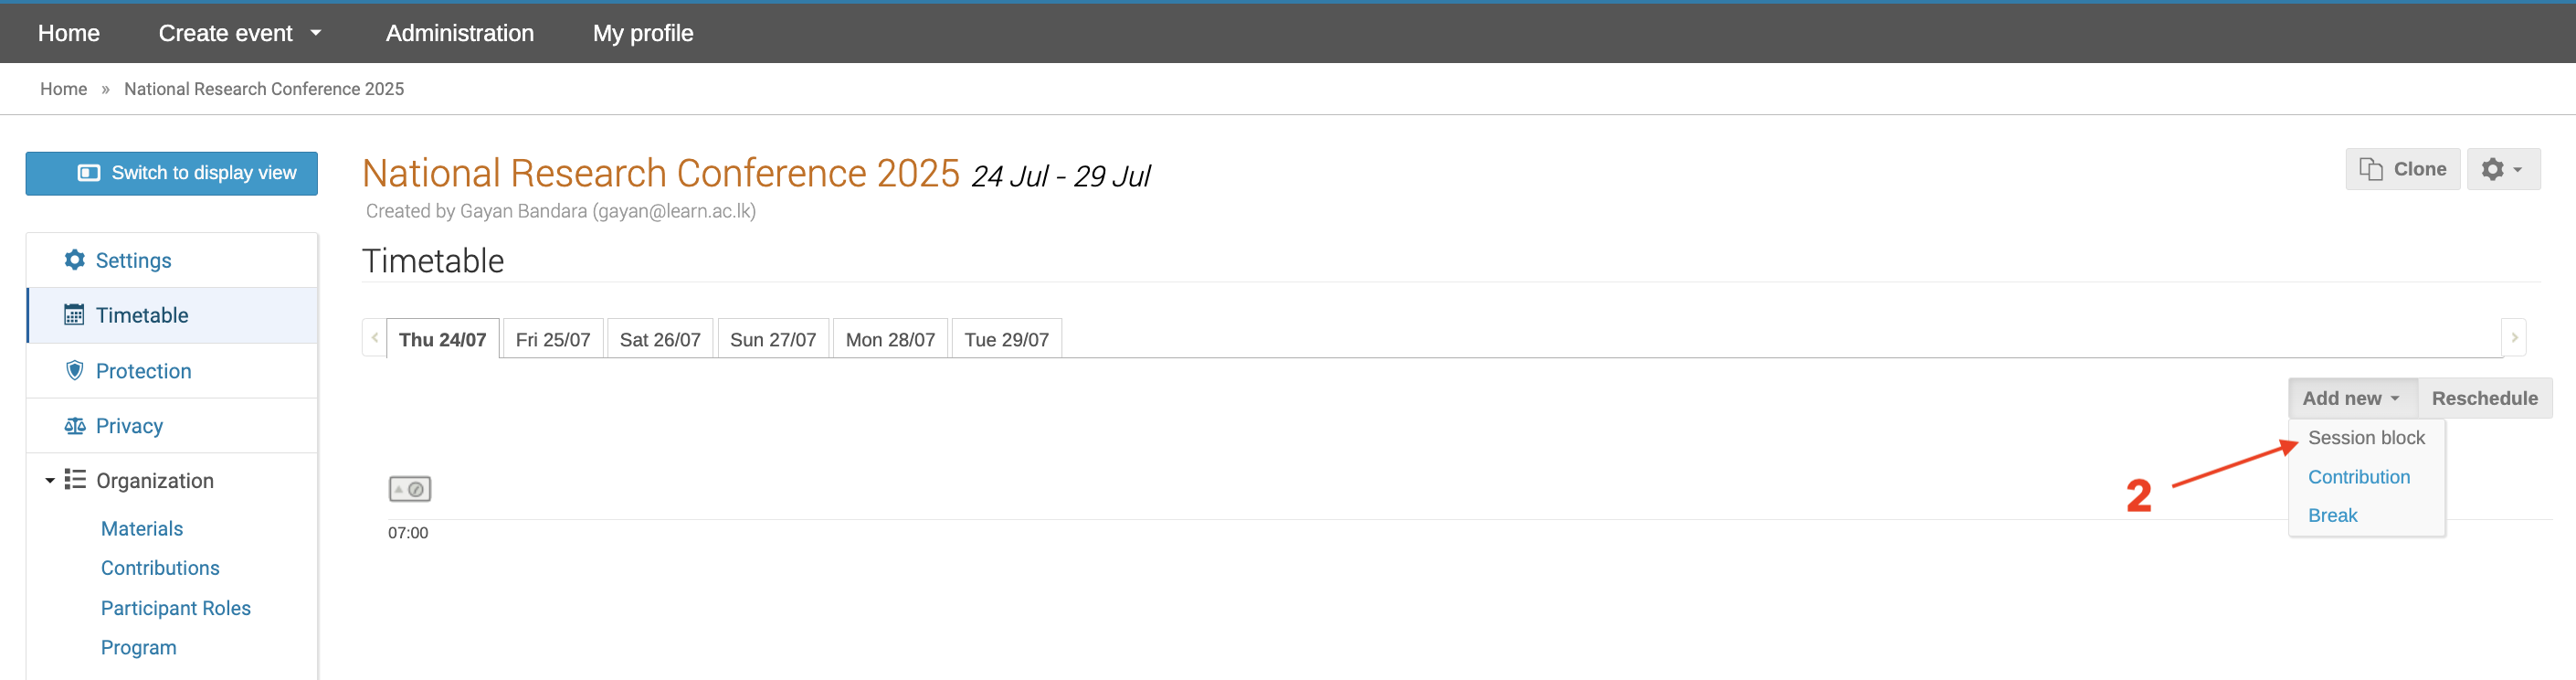 Home Create event Administration My profile
Home » National Research Conference 2025
Switch to display view
National Research Conference 2025 24 Jul - 29 Jul
Clone
Created by Gayan Bandara (gayan@learn.ac.lk)
Settings
Timetable
Protection
Privacy
Organization
Materials
Contributions
Participant Roles
Program
Timetable
Thu 24/07 Fri 25/07 Sat 26/07 Sun 27/07 Mon 28/07 Tue 29/07
Add new Reschedule
Session block
Contribution
Break
2
07:00